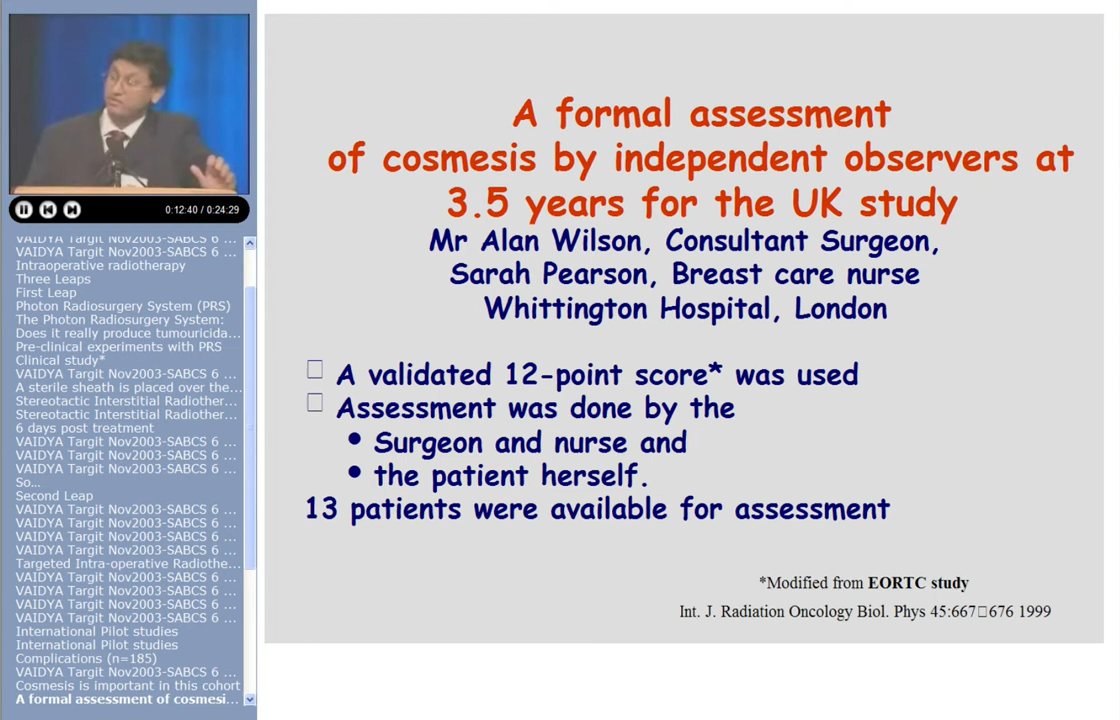 0:12:40 / 0:24:29
VAIDYA Targit Nov2003-SABCS 6 ...
VAIDYA Targit Nov2003-SABCS 6 ...
Intraoperative radiotherapy
Three Leaps
First Leap
Photon Radiosurgery System (PRS)
The Photon Radiosurgery System:
Does it really produce tumouricida...
Pre-clinical experiments with PRS
Clinical study*
VAIDYA Targit Nov2003-SABCS 6 ...
A sterile sheath is placed over the...
Stereotactic Interstitial Radiother...
Stereotactic Interstitial Radiother...
6 days post treatment
VAIDYA Targit Nov2003-SABCS 6 ...
VAIDYA Targit Nov2003-SABCS 6 ...
VAIDYA Targit Nov2003-SABCS 6 ...
So...
Second Leap
VAIDYA Targit Nov2003-SABCS 6 ...
VAIDYA Targit Nov2003-SABCS 6 ...
VAIDYA Targit Nov2003-SABCS 6 ...
VAIDYA Targit Nov2003-SABCS 6 ...
Targeted Intra-operative Radiothe...
VAIDYA Targit Nov2003-SABCS 6 ...
VAIDYA Targit Nov2003-SABCS 6 ...
VAIDYA Targit Nov2003-SABCS 6 ...
VAIDYA Targit Nov2003-SABCS 6 ...
International Pilot studies
International Pilot studies
Complications (n=185)
VAIDYA Targit Nov2003-SABCS 6 ...
Cosmesis is important in this cohort
A formal assessment of cosmesi...
A formal assessment
of cosmesis by independent observers at
3.5 years for the UK study
Mr Alan Wilson, Consultant Surgeon,
Sarah Pearson, Breast care nurse
Whittington Hospital, London
A validated 12-point score* was used
Assessment was done by the
• Surgeon and nurse and
• the patient herself.
13 patients were available for assessment
*Modified from EORTC study
Int. J. Radiation Oncology Biol. Phys 45:667□676 1999